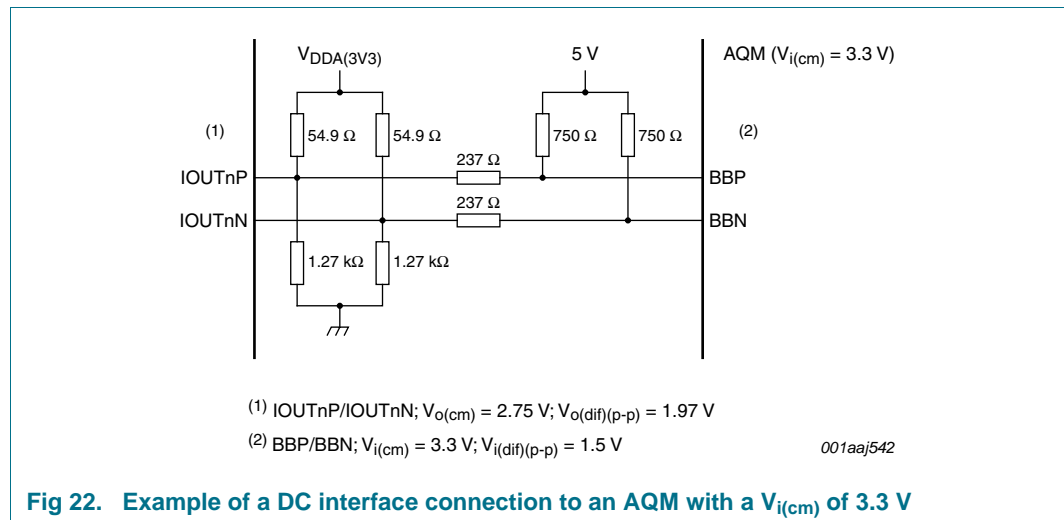 V_DDA(3V3) 5 V AQM (V_i(cm) = 3.3 V)
(1) 54.9 Ω 54.9 Ω 750 Ω 750 Ω (2)
237 Ω
IOUTnP BBP
237 Ω
IOUTnN BBN
1.27 kΩ 1.27 kΩ
(1) IOUTnP/IOUTnN; V_o(cm) = 2.75 V; V_o(dif)(p-p) = 1.97 V
(2) BBP/BBN; V_i(cm) = 3.3 V; V_i(dif)(p-p) = 1.5 V
001aaj542
Fig 22. Example of a DC interface connection to an AQM with a V_i(cm) of 3.3 V